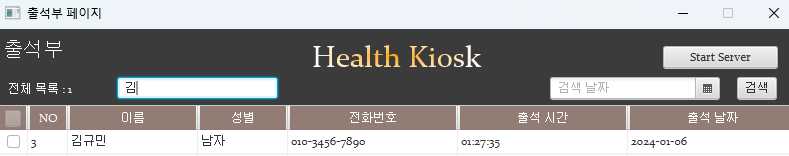 출석부 페이지
출석부
Health Kiosk
Start Server
전체 목록 : 1
김
검색 날짜
검색
NO 이름 성별 전화번호 출석 시간 출석 날짜
3 김규민 남자 010-3456-7890 01:27:35 2024-01-06